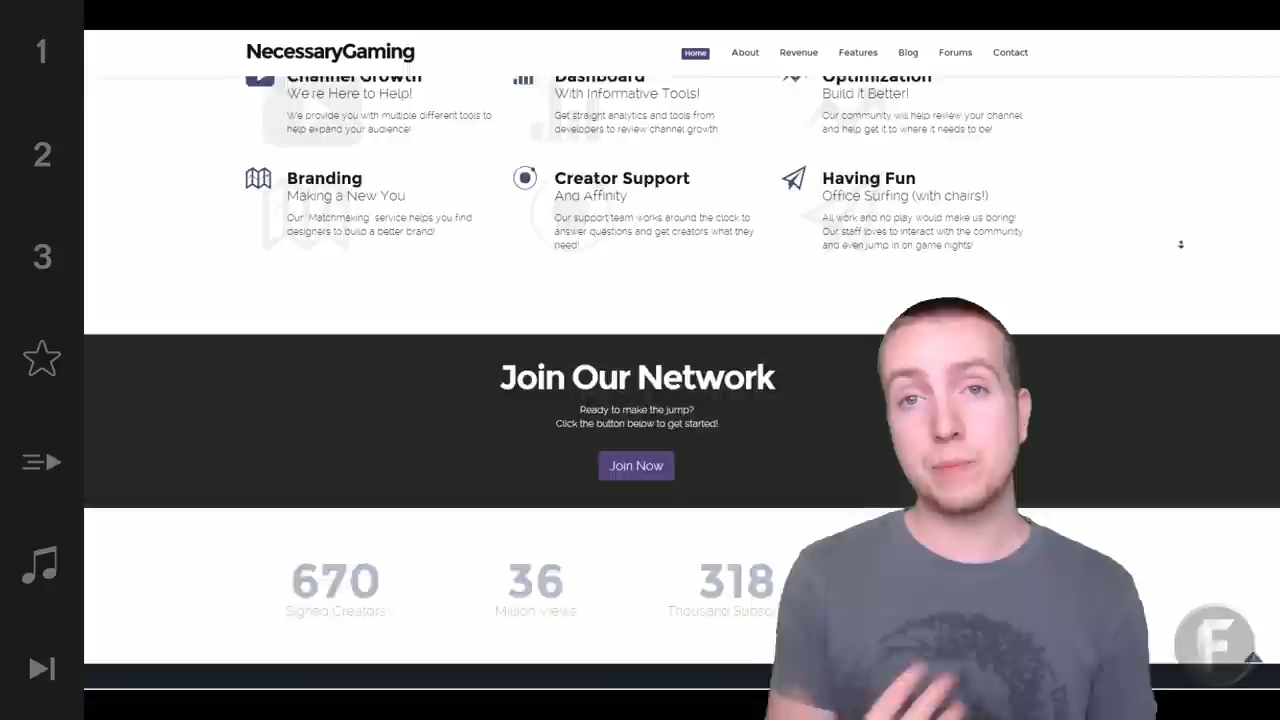 1
2
3
NecessaryGaming
Home
About
Revenue
Features
Blog
Forums
Contact
Channel Growth
We're Here to Help!
We provide you with multiple different tools to
help expand your audience!
Dashboard
With Informative Tools!
Get straight analytics and tools from
developers to review channel growth
Optimization
Build it Better!
Our community will help review your channel
and help get it to where it needs to be!
Branding
Making a New You
Our 'Matchmaking' service helps you find
designers to build a better brand!
Creator Support
And Affinity
Our support team works around the clock to
answer questions and get creators what they
need!
Having Fun
Office Surfing (with chairs!)
All work and no play would make us boring!
Our staff loves to interact with the community
and even jump in on game nights!
Join Our Network
Ready to make the jump?
Click the button below to get started!
Join Now
670
Signed Creators
36
Million Views
318
Thousand
F